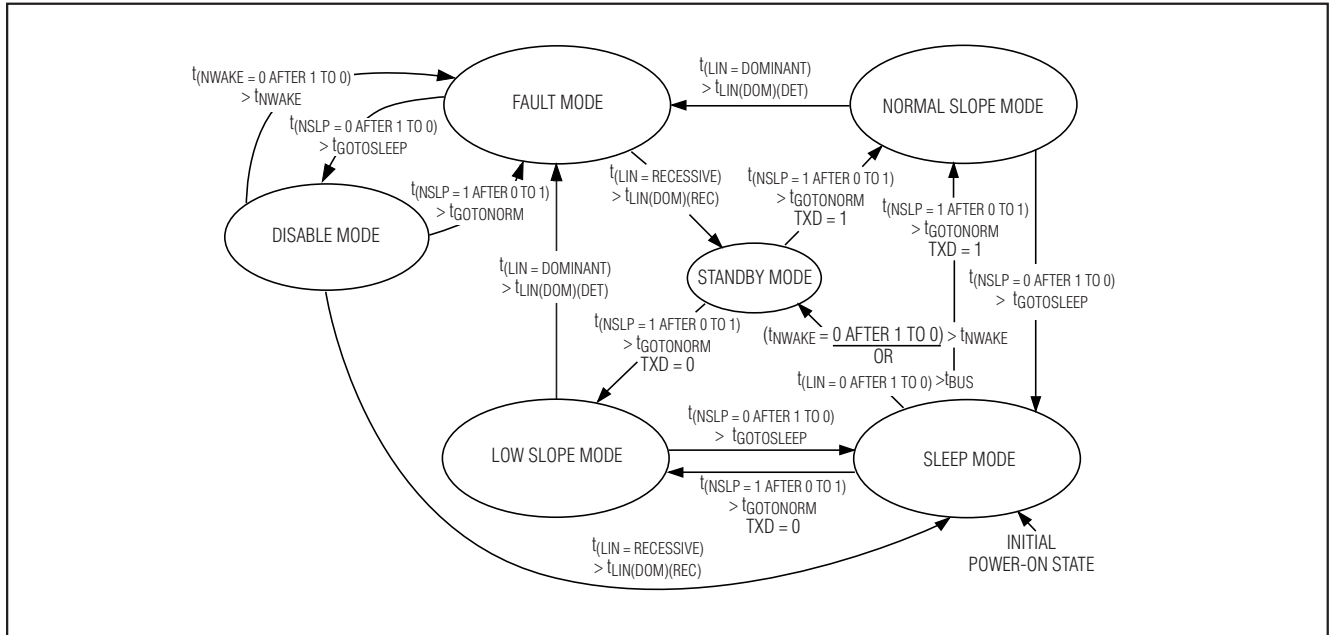 t(NWAKE = 0 AFTER 1 TO 0)
> tNWAKE
FAULT MODE
t(NSLP = 0 AFTER 1 TO 0)
> tGOTOSLEEP
t(LIN = DOMINANT)
> tLIN(DOM)(DET)
NORMAL SLOPE MODE
DISABLE MODE
t(NSLP = 1 AFTER 0 TO 1)
> tGOTONORM
t(LIN = RECESSIVE)
> tLIN(DOM)(REC)
t(NSLP = 1 AFTER 0 TO 1)
> tGOTONORM
TXD = 1
t(NSLP = 1 AFTER 0 TO 1)
> tGOTONORM
TXD = 1
t(LIN = DOMINANT)
> tLIN(DOM)(DET)
STANDBY MODE
t(NSLP = 0 AFTER 1 TO 0)
> tGOTOSLEEP
t(NSLP = 1 AFTER 0 TO 1)
> tGOTONORM
TXD = 0
(tNWAKE = 0 AFTER 1 TO 0) > tNWAKE
OR
t(LIN = 0 AFTER 1 TO 0) >tBUS
LOW SLOPE MODE
t(NSLP = 0 AFTER 1 TO 0)
> tGOTOSLEEP
SLEEP MODE
t(NSLP = 1 AFTER 0 TO 1)
> tGOTONORM
TXD = 0
t(LIN = RECESSIVE)
> tLIN(DOM)(REC)
INITIAL
POWER-ON STATE